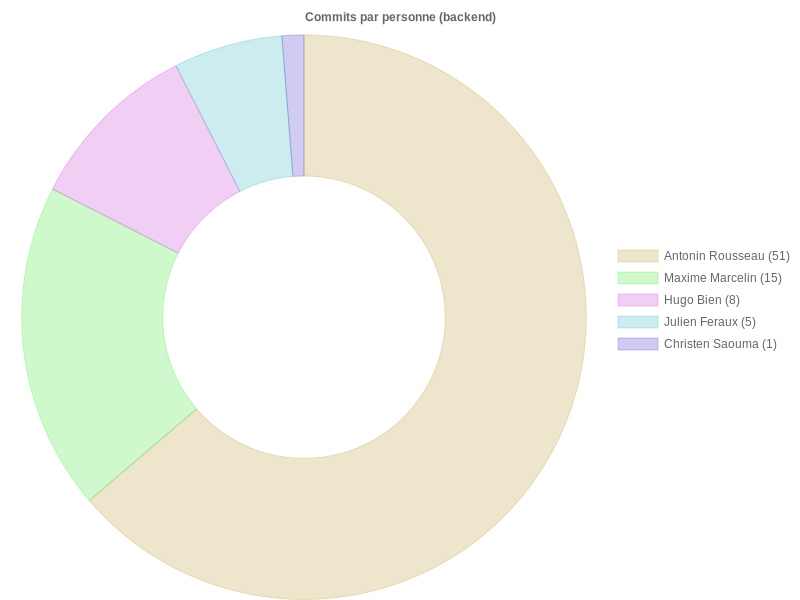 Commits par personne (backend)
Antonin Rousseau (51)
Maxime Marcelin (15)
Hugo Bien (8)
Julien Feraux (5)
Christen Saouma (1)